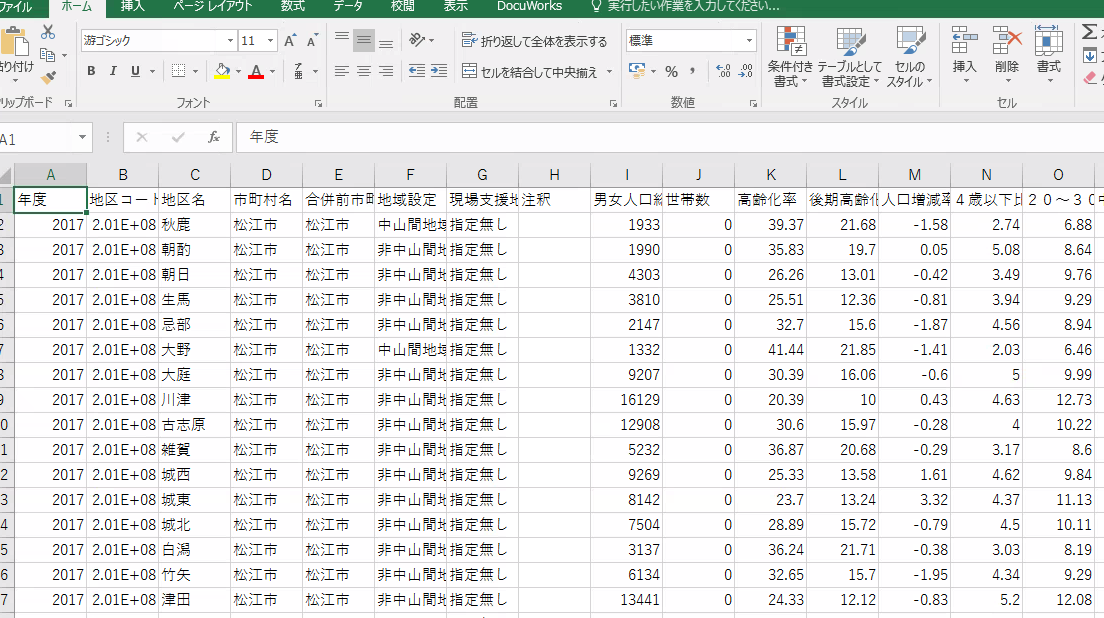 ファイル ホーム 挿入 ページ レイアウト 数式 データ 校閲 表示 DocuWorks 実行したい作業を入力してください...
游ゴシック 11 A A 折り返して全体を表示する 標準
貼り付け B I U A セルを結合して中央揃え % , 条件付き書式 テーブルとして書式設定 セルのスタイル 挿入 削除 書式
クリップボード フォント 配置 数値 スタイル セル
A1 fx 年度
A B C D E F G H I J K L M N O
1 年度 地区コード 地区名 市町村名 合併前市町 地域設定 現場支援地 注釈 男女人口総 世帯数 高齢化率 後期高齢化 人口増減率 4歳以下比 20～30
2 2017 2.01E+08 秋鹿 松江市 松江市 中山間地域 指定無し 1933 0 39.37 21.68 -1.58 2.74 6.88
3 2017 2.01E+08 朝酌 松江市 松江市 非中山間地 指定無し 1990 0 35.83 19.7 0.05 5.08 8.64
4 2017 2.01E+08 朝日 松江市 松江市 非中山間地 指定無し 4303 0 26.26 13.01 -0.42 3.49 9.76
5 2017 2.01E+08 生馬 松江市 松江市 非中山間地 指定無し 3810 0 25.51 12.36 -0.81 3.94 9.29
6 2017 2.01E+08 忌部 松江市 松江市 非中山間地 指定無し 2147 0 32.7 15.6 -1.87 4.56 8.94
7 2017 2.01E+08 大野 松江市 松江市 中山間地域 指定無し 1332 0 41.44 21.85 -1.41 2.03 6.46
8 2017 2.01E+08 大庭 松江市 松江市 非中山間地 指定無し 9207 0 30.39 16.06 -0.6 5 9.99
9 2017 2.01E+08 川津 松江市 松江市 非中山間地 指定無し 16129 0 20.39 10 0.43 4.63 12.73
0 2017 2.01E+08 古志原 松江市 松江市 非中山間地 指定無し 12908 0 30.6 15.97 -0.28 4 10.22
1 2017 2.01E+08 雑賀 松江市 松江市 非中山間地 指定無し 5232 0 36.87 20.68 -0.29 3.17 8.6
2 2017 2.01E+08 城西 松江市 松江市 非中山間地 指定無し 9269 0 25.33 13.58 1.61 4.62 9.84
3 2017 2.01E+08 城東 松江市 松江市 非中山間地 指定無し 8142 0 23.7 13.24 3.32 4.37 11.13
4 2017 2.01E+08 城北 松江市 松江市 非中山間地 指定無し 7504 0 28.89 15.72 -0.79 4.5 10.11
5 2017 2.01E+08 白潟 松江市 松江市 非中山間地 指定無し 3137 0 36.24 21.71 -0.38 3.03 8.19
6 2017 2.01E+08 竹矢 松江市 松江市 非中山間地 指定無し 6134 0 32.65 15.7 -1.95 4.34 9.29
7 2017 2.01E+08 津田 松江市 松江市 非中山間地 指定無し 13441 0 24.33 12.12 -0.83 5.2 12.08